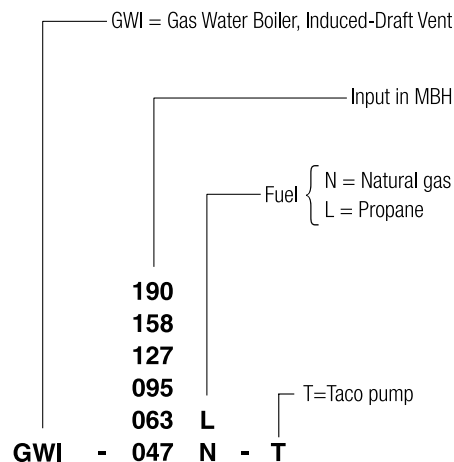 GWI = Gas Water Boiler, Induced-Draft Vent
Input in MBH
Fuel { N = Natural gas
L = Propane
190
158
127
095
T=Taco pump
063 L
GWI - 047 N - T